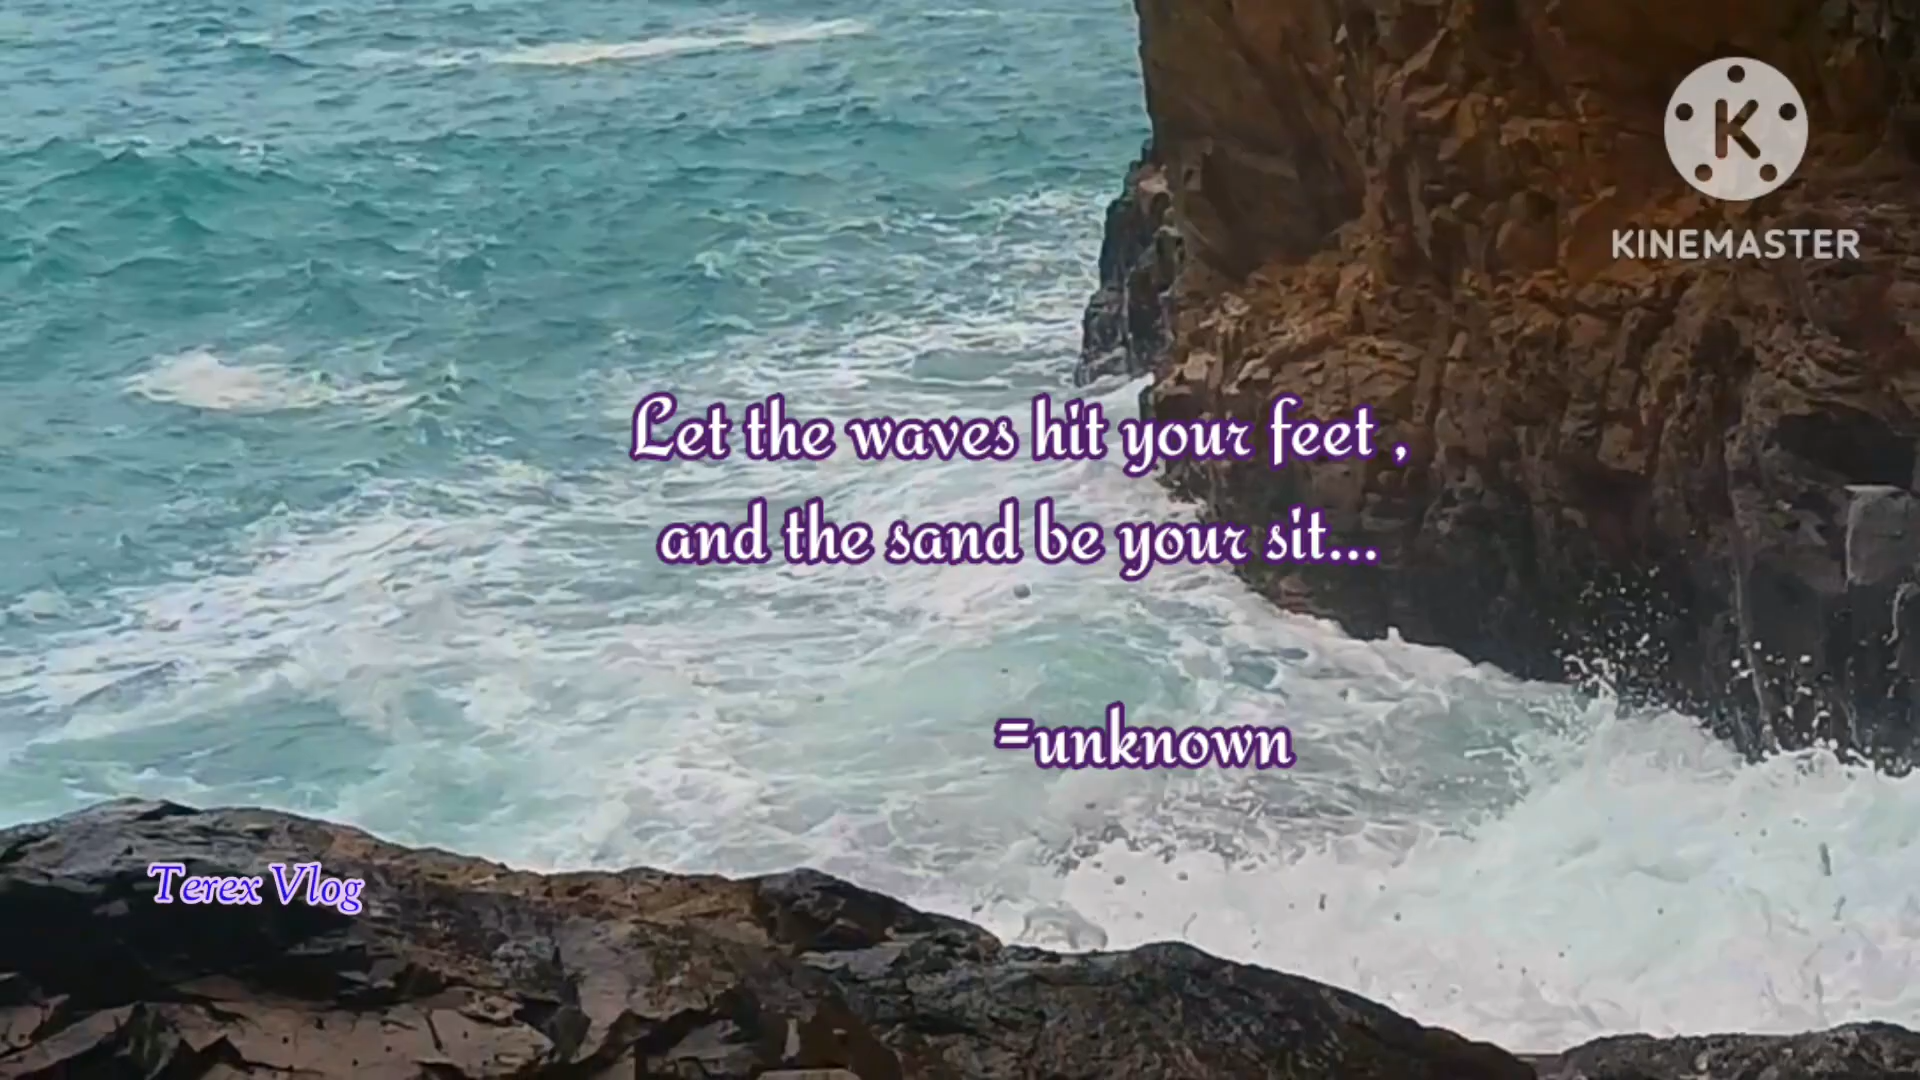 K
KINEMASTER
Let the waves hit your feet ,
and the sand be your sit...
=unknown
Terex Vlog